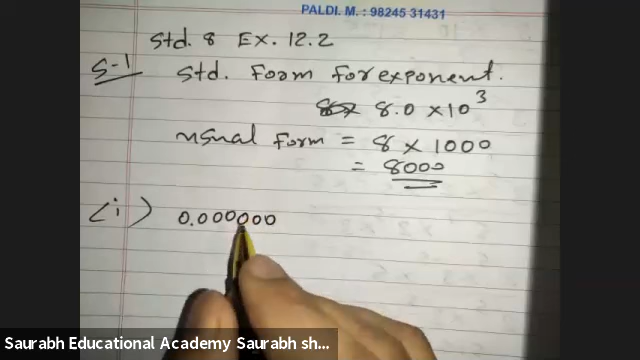 PALDI. M. : 98245 31431
Std. 8 Ex. 12.2
S-1 Std. Form for exponent.
8.0 × 10³
usual form = 8 × 1000
= 8000
(i) 0.000000
Saurabh Educational Academy Saurabh sh...